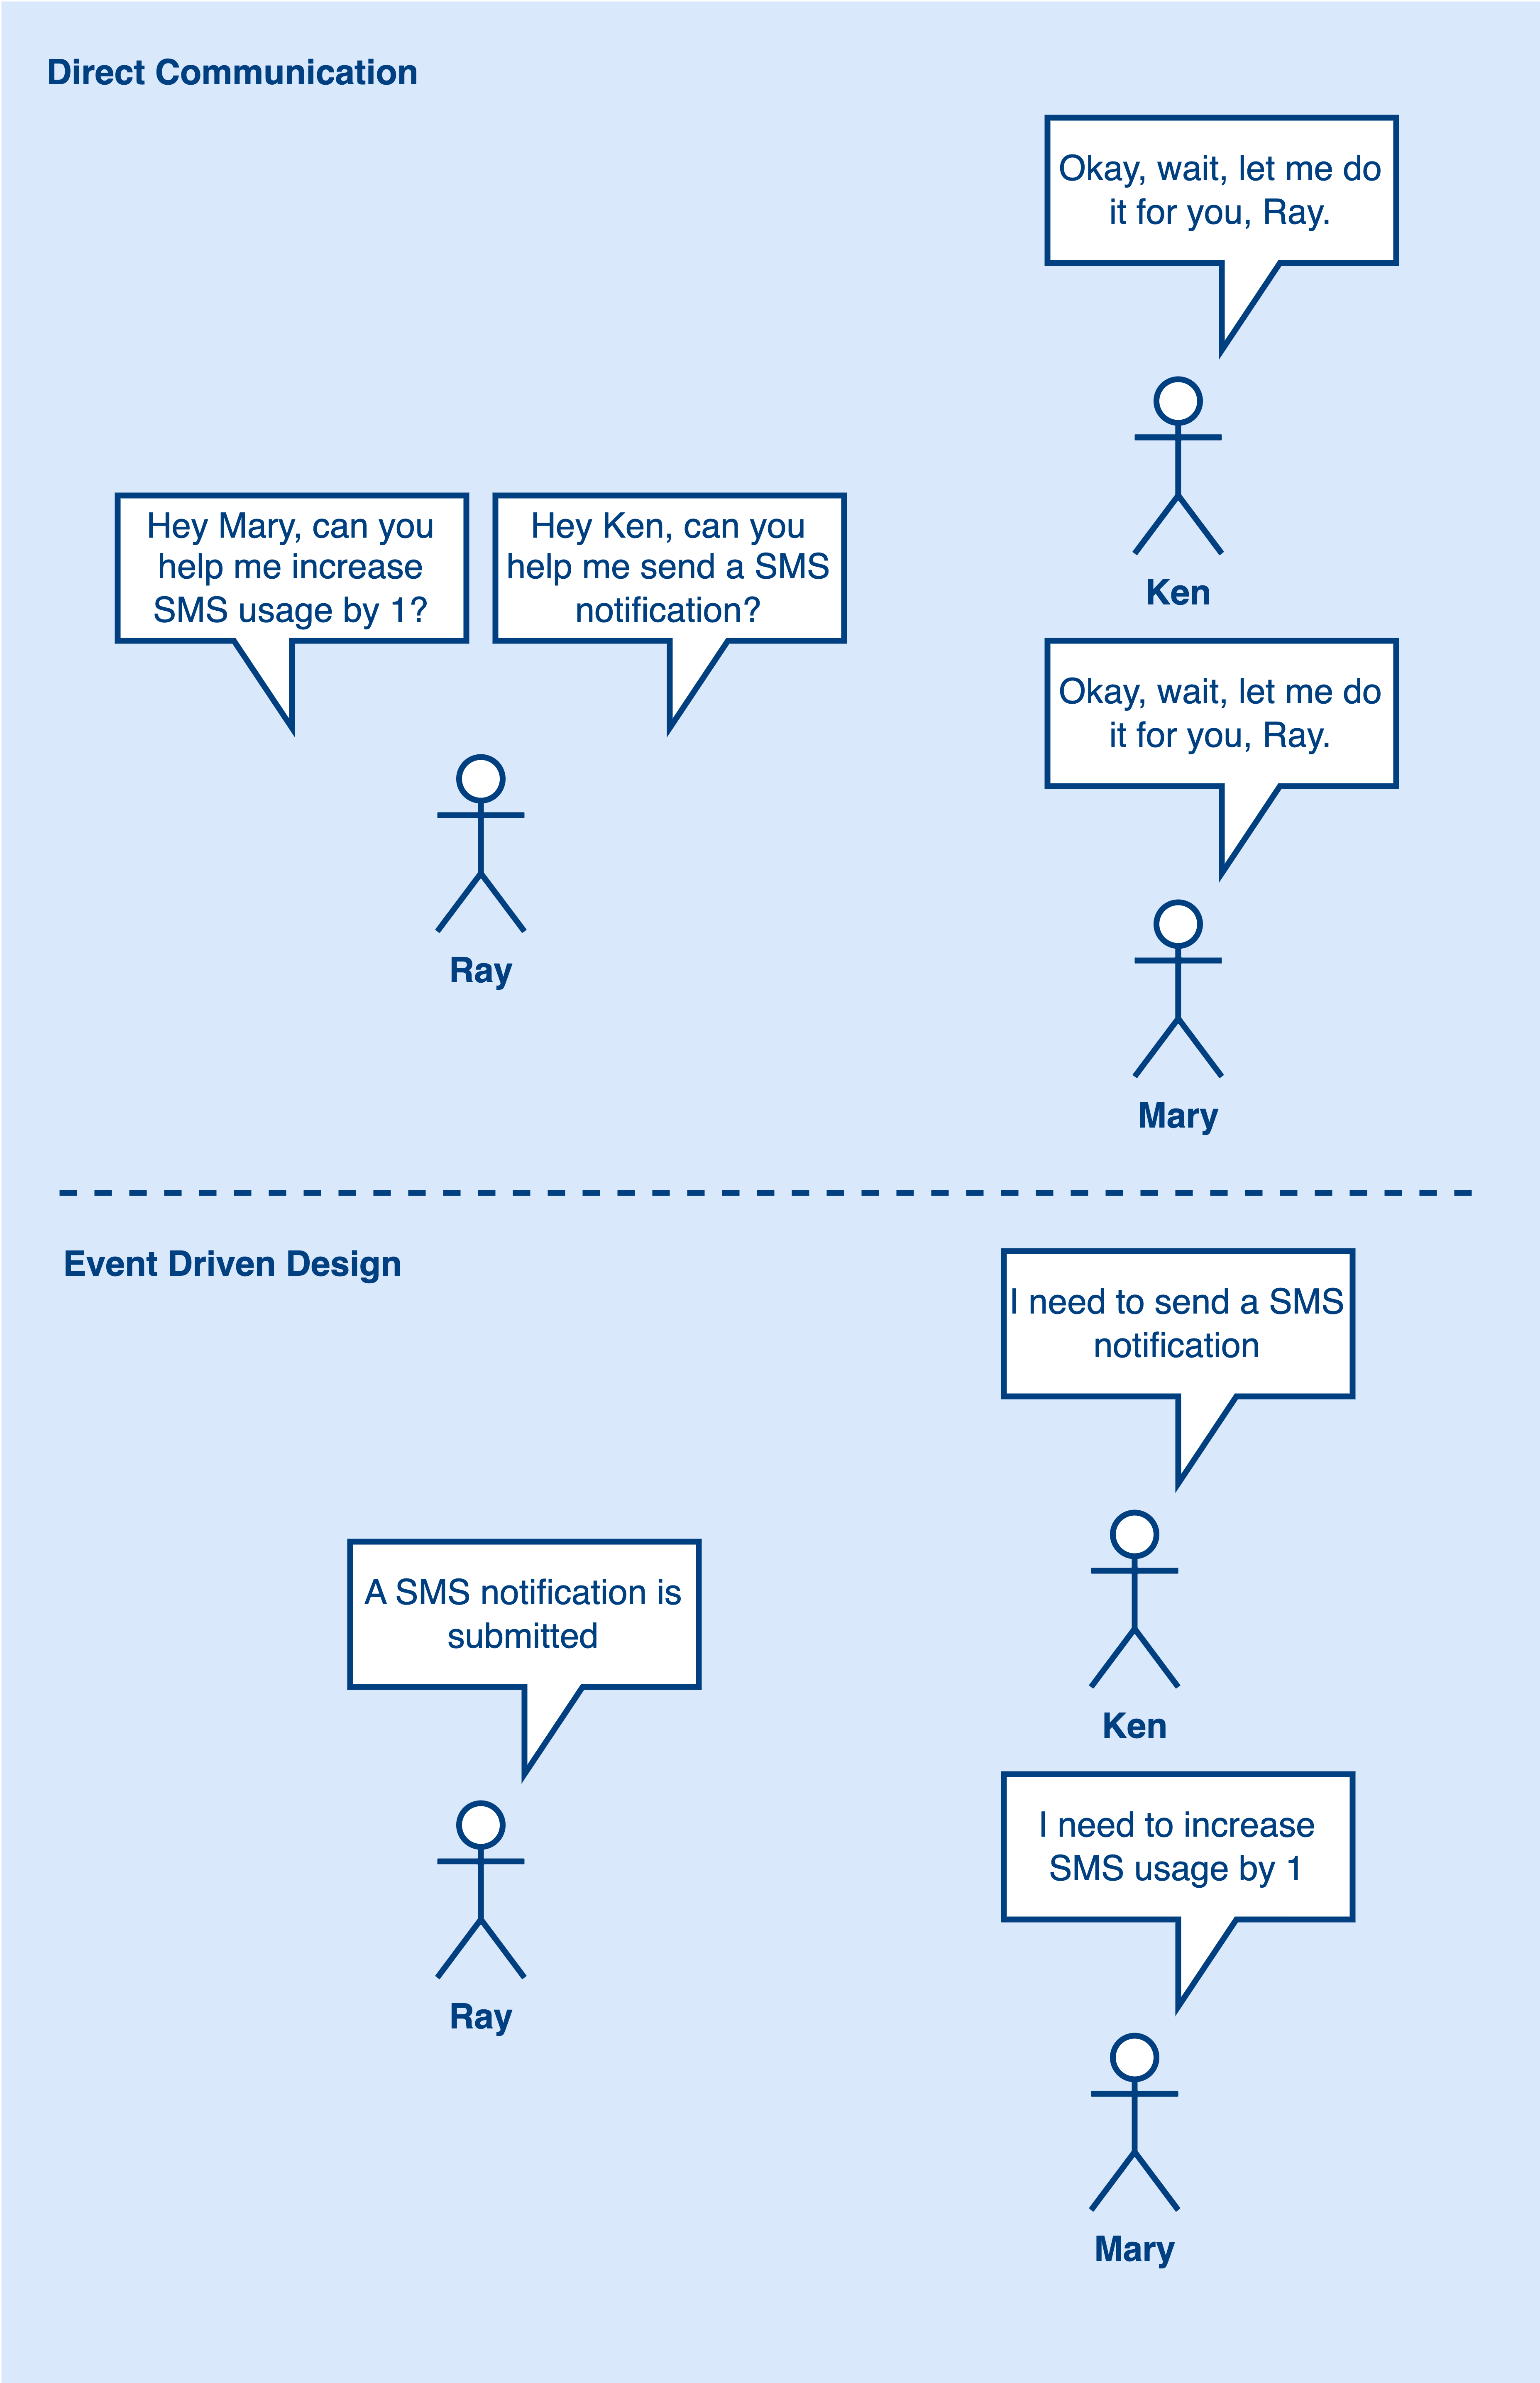 Direct Communication
Okay, wait, let me do
it for you, Ray.
Ken
Hey Mary, can you
help me increase
SMS usage by 1?
Hey Ken, can you
help me send a SMS
notification?
Ray
Okay, wait, let me do
it for you, Ray.
Mary
Event Driven Design
I need to send a SMS
notification
Ken
A SMS notification is
submitted
Ray
I need to increase
SMS usage by 1
Mary